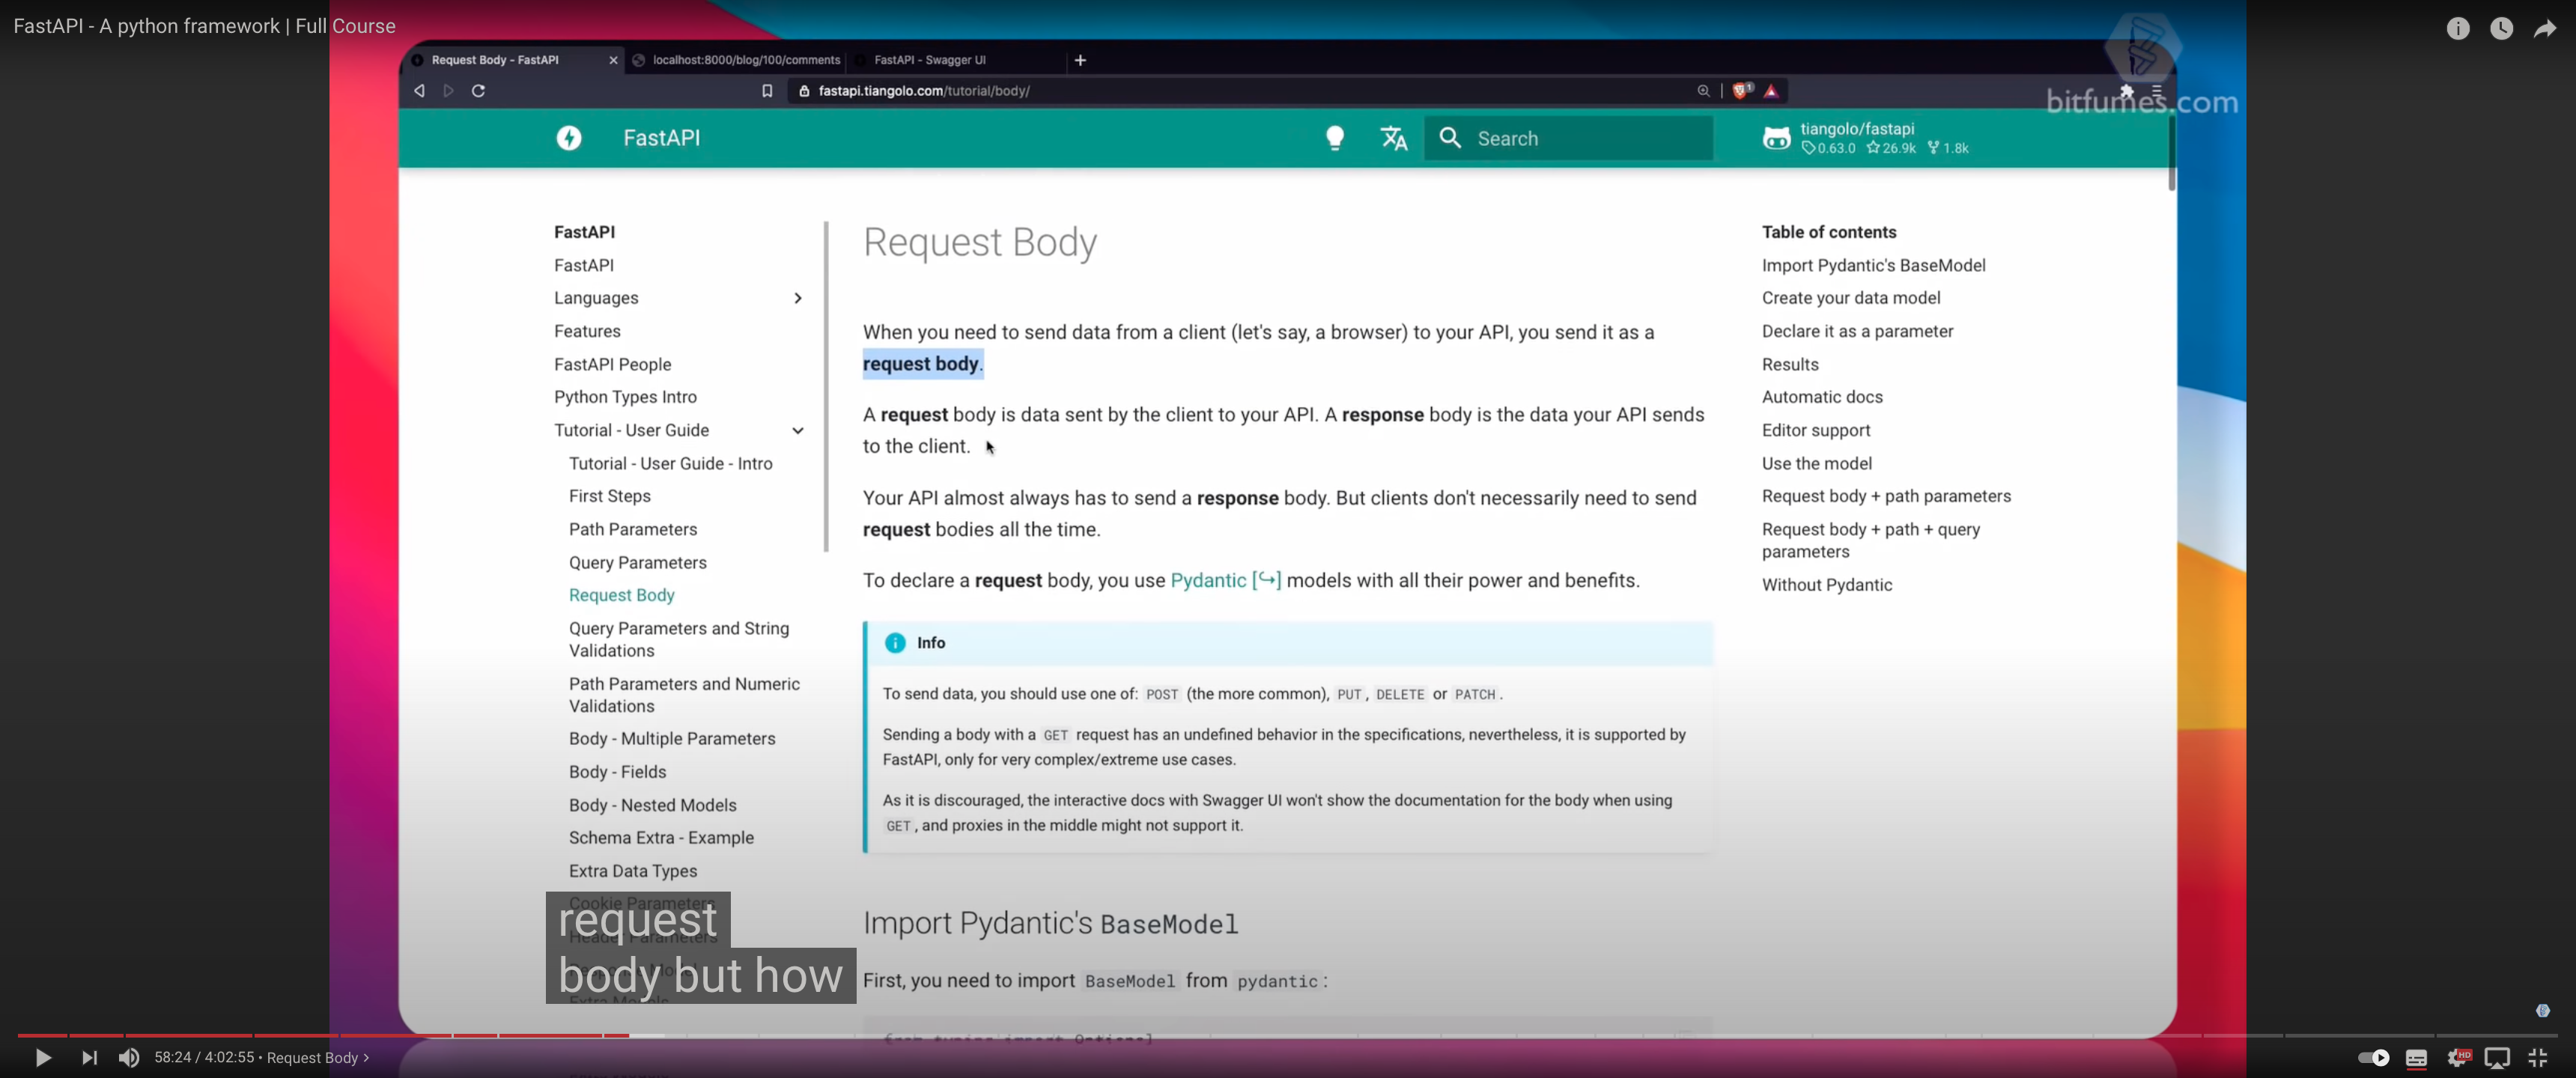 FastAPI - A python framework | Full Course
Request Body - FastAPI
localhost:8000/blog/100/comments
FastAPI - Swagger UI
fastapi.tiangolo.com/tutorial/body/
1
bitfumes.com
FastAPI
Search
tiangolo/fastapi
0.63.0 26.9k 1.8k
FastAPI
FastAPI
Languages
Features
FastAPI People
Python Types Intro
Tutorial - User Guide
Tutorial - User Guide - Intro
First Steps
Path Parameters
Query Parameters
Request Body
Query Parameters and String
Validations
Path Parameters and Numeric
Validations
Body - Multiple Parameters
Body - Fields
Body - Nested Models
Schema Extra - Example
Extra Data Types
Cookie Parameters
Header Parameters
Extra Models
Request Body
When you need to send data from a client (let's say, a browser) to your API, you send it as a
request body.
A request body is data sent by the client to your API. A response body is the data your API sends
to the client.
Your API almost always has to send a response body. But clients don't necessarily need to send
request bodies all the time.
To declare a request body, you use Pydantic [↪] models with all their power and benefits.
Info
To send data, you should use one of: POST (the more common), PUT, DELETE or PATCH.
Sending a body with a GET request has an undefined behavior in the specifications, nevertheless, it is supported by
FastAPI, only for very complex/extreme use cases.
As it is discouraged, the interactive docs with Swagger UI won't show the documentation for the body when using
GET, and proxies in the middle might not support it.
Import Pydantic's BaseModel
First, you need to import BaseModel from pydantic:
from typing import Optional
Table of contents
Import Pydantic's BaseModel
Create your data model
Declare it as a parameter
Results
Automatic docs
Editor support
Use the model
Request body + path parameters
Request body + path + query
parameters
Without Pydantic
request
body but how
58:24 / 4:02:55 • Request Body >
HD